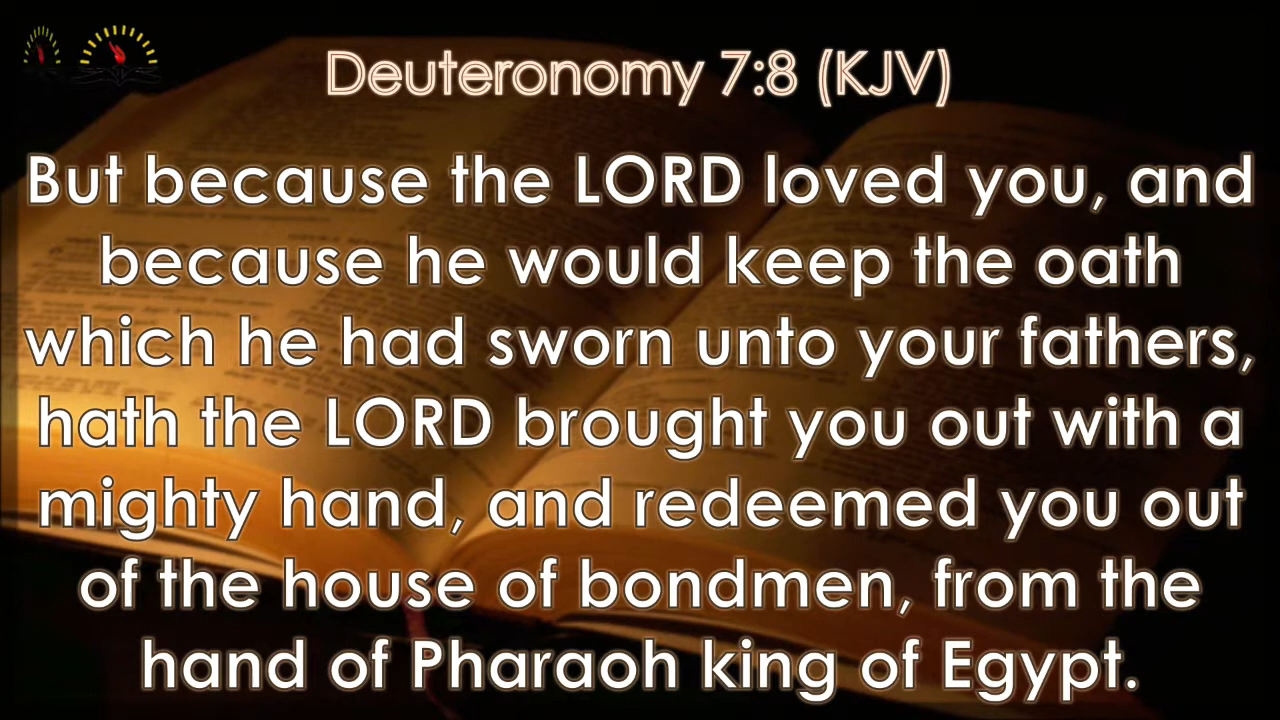 Deuteronomy 7:8 (KJV)
But because the LORD loved you, and
because he would keep the oath
which he had sworn unto your fathers,
hath the LORD brought you out with a
mighty hand, and redeemed you out
of the house of bondmen, from the
hand of Pharaoh king of Egypt.